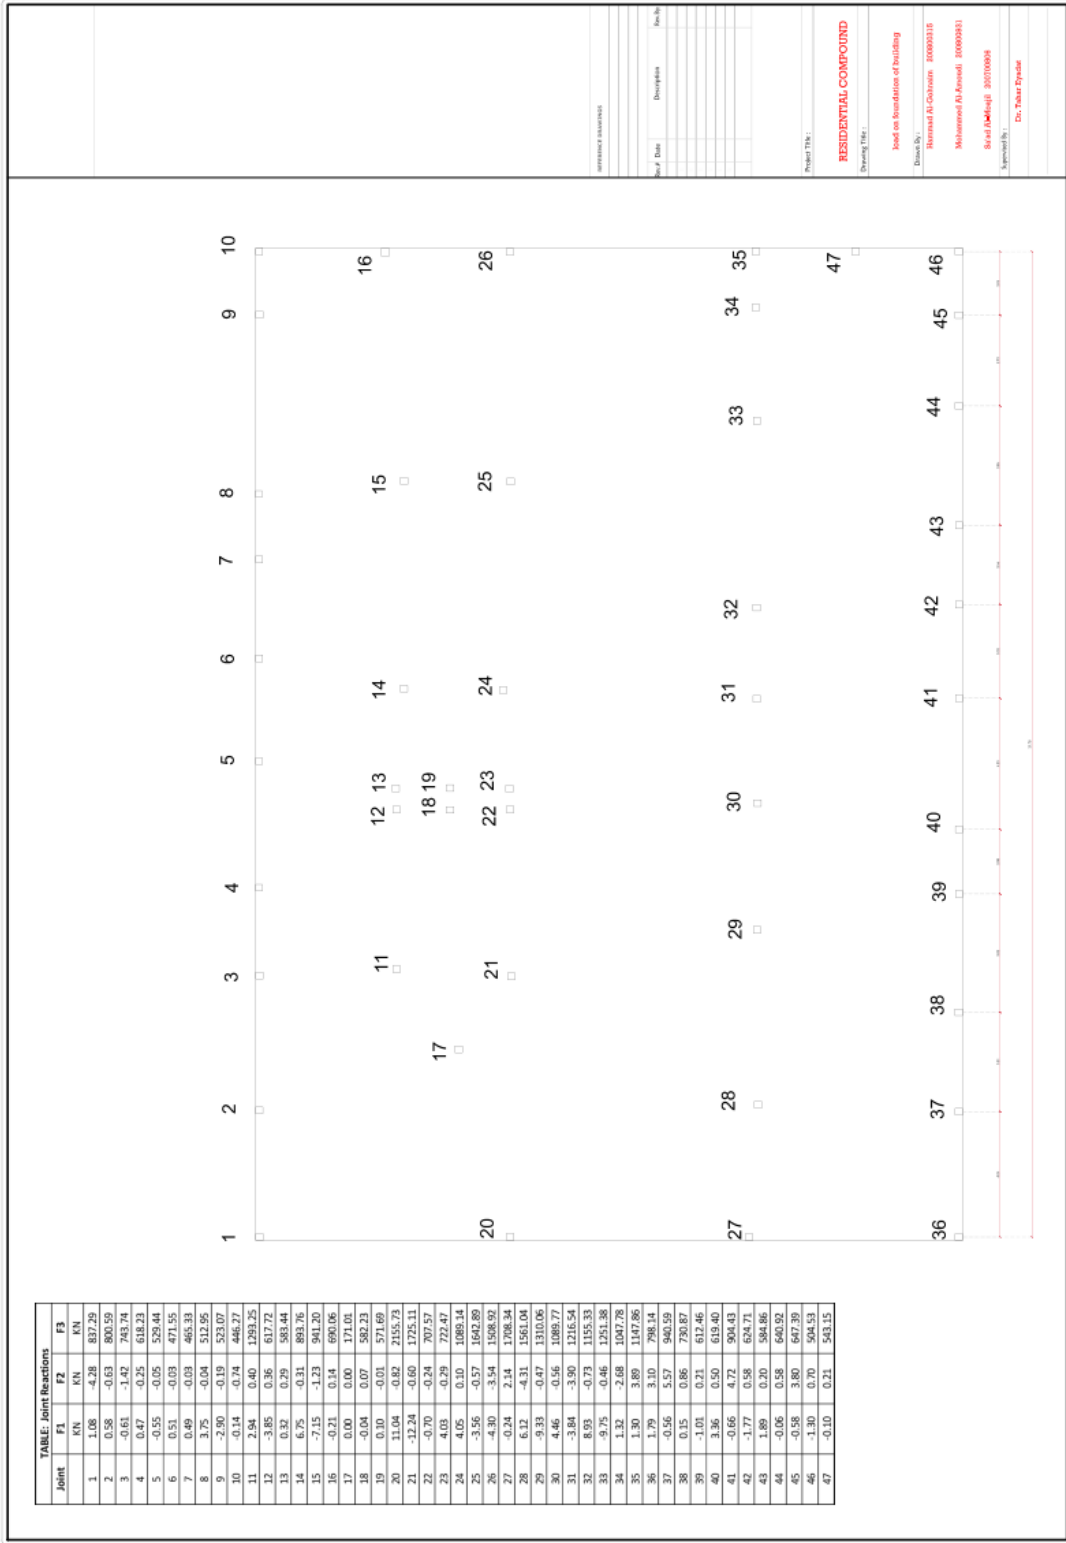 TABLE: Joint Reactions
Joint F1 F2 F3
KN KN KN
1 1.08 -4.28 837.29
2 0.58 -0.63 800.59
3 -0.61 -1.42 743.74
4 0.47 -0.25 618.23
5 -0.55 -0.05 529.44
6 0.51 -0.03 471.55
7 0.49 -0.03 465.33
8 3.75 -0.04 512.95
9 -2.90 -0.19 523.07
10 -0.14 -0.74 446.27
11 2.94 0.40 1293.25
12 -3.85 0.36 617.72
13 0.32 0.29 583.44
14 6.75 -0.31 893.76
15 -7.15 -1.23 941.20
16 -0.21 0.14 690.06
17 0.00 0.00 171.01
18 -0.04 0.07 582.23
19 0.10 -0.01 571.69
20 11.04 -0.82 2155.73
21 -12.24 -0.60 1725.11
22 -0.70 -0.24 707.57
23 4.03 -0.29 722.47
24 4.05 0.10 1089.14
25 -3.56 -0.57 1642.89
26 -4.30 -3.54 1508.92
27 -0.24 2.14 1708.34
28 6.12 -4.31 1561.04
29 -9.33 -0.47 1310.06
30 4.46 -0.56 1089.77
31 -3.84 -3.90 1216.54
32 8.93 -0.73 1155.33
33 -9.75 -0.46 1251.38
34 1.32 -2.68 1047.78
35 1.30 3.89 1147.86
36 1.79 3.10 798.14
37 -0.56 5.57 940.59
38 0.15 0.86 730.87
39 -1.01 0.21 612.46
40 3.36 0.50 619.40
41 -0.66 4.72 904.43
42 -1.77 0.58 624.71
43 1.89 0.20 584.86
44 -0.06 0.58 640.92
45 -0.58 3.80 647.39
46 -1.30 0.70 504.53
47 -0.10 0.21 543.15
1 2 3 4 5 6 7 8 9 10
16
11 12 13 14 15
17 18 19
20 21 22 23 24 25 26
27 28 29 30 31 32 33 34 35
47
36 37 38 39 40 41 42 43 44 45 46
REFERENCE DRAWINGS
Rev.# Date Description Rev.By
Project Title :
RESIDENTIAL COMPOUND
Drawing Title :
load on foundation of building
Drawn By :
Hammad Al-
Mohammed Al-
Sa'ad
Supervised By :
Dr.